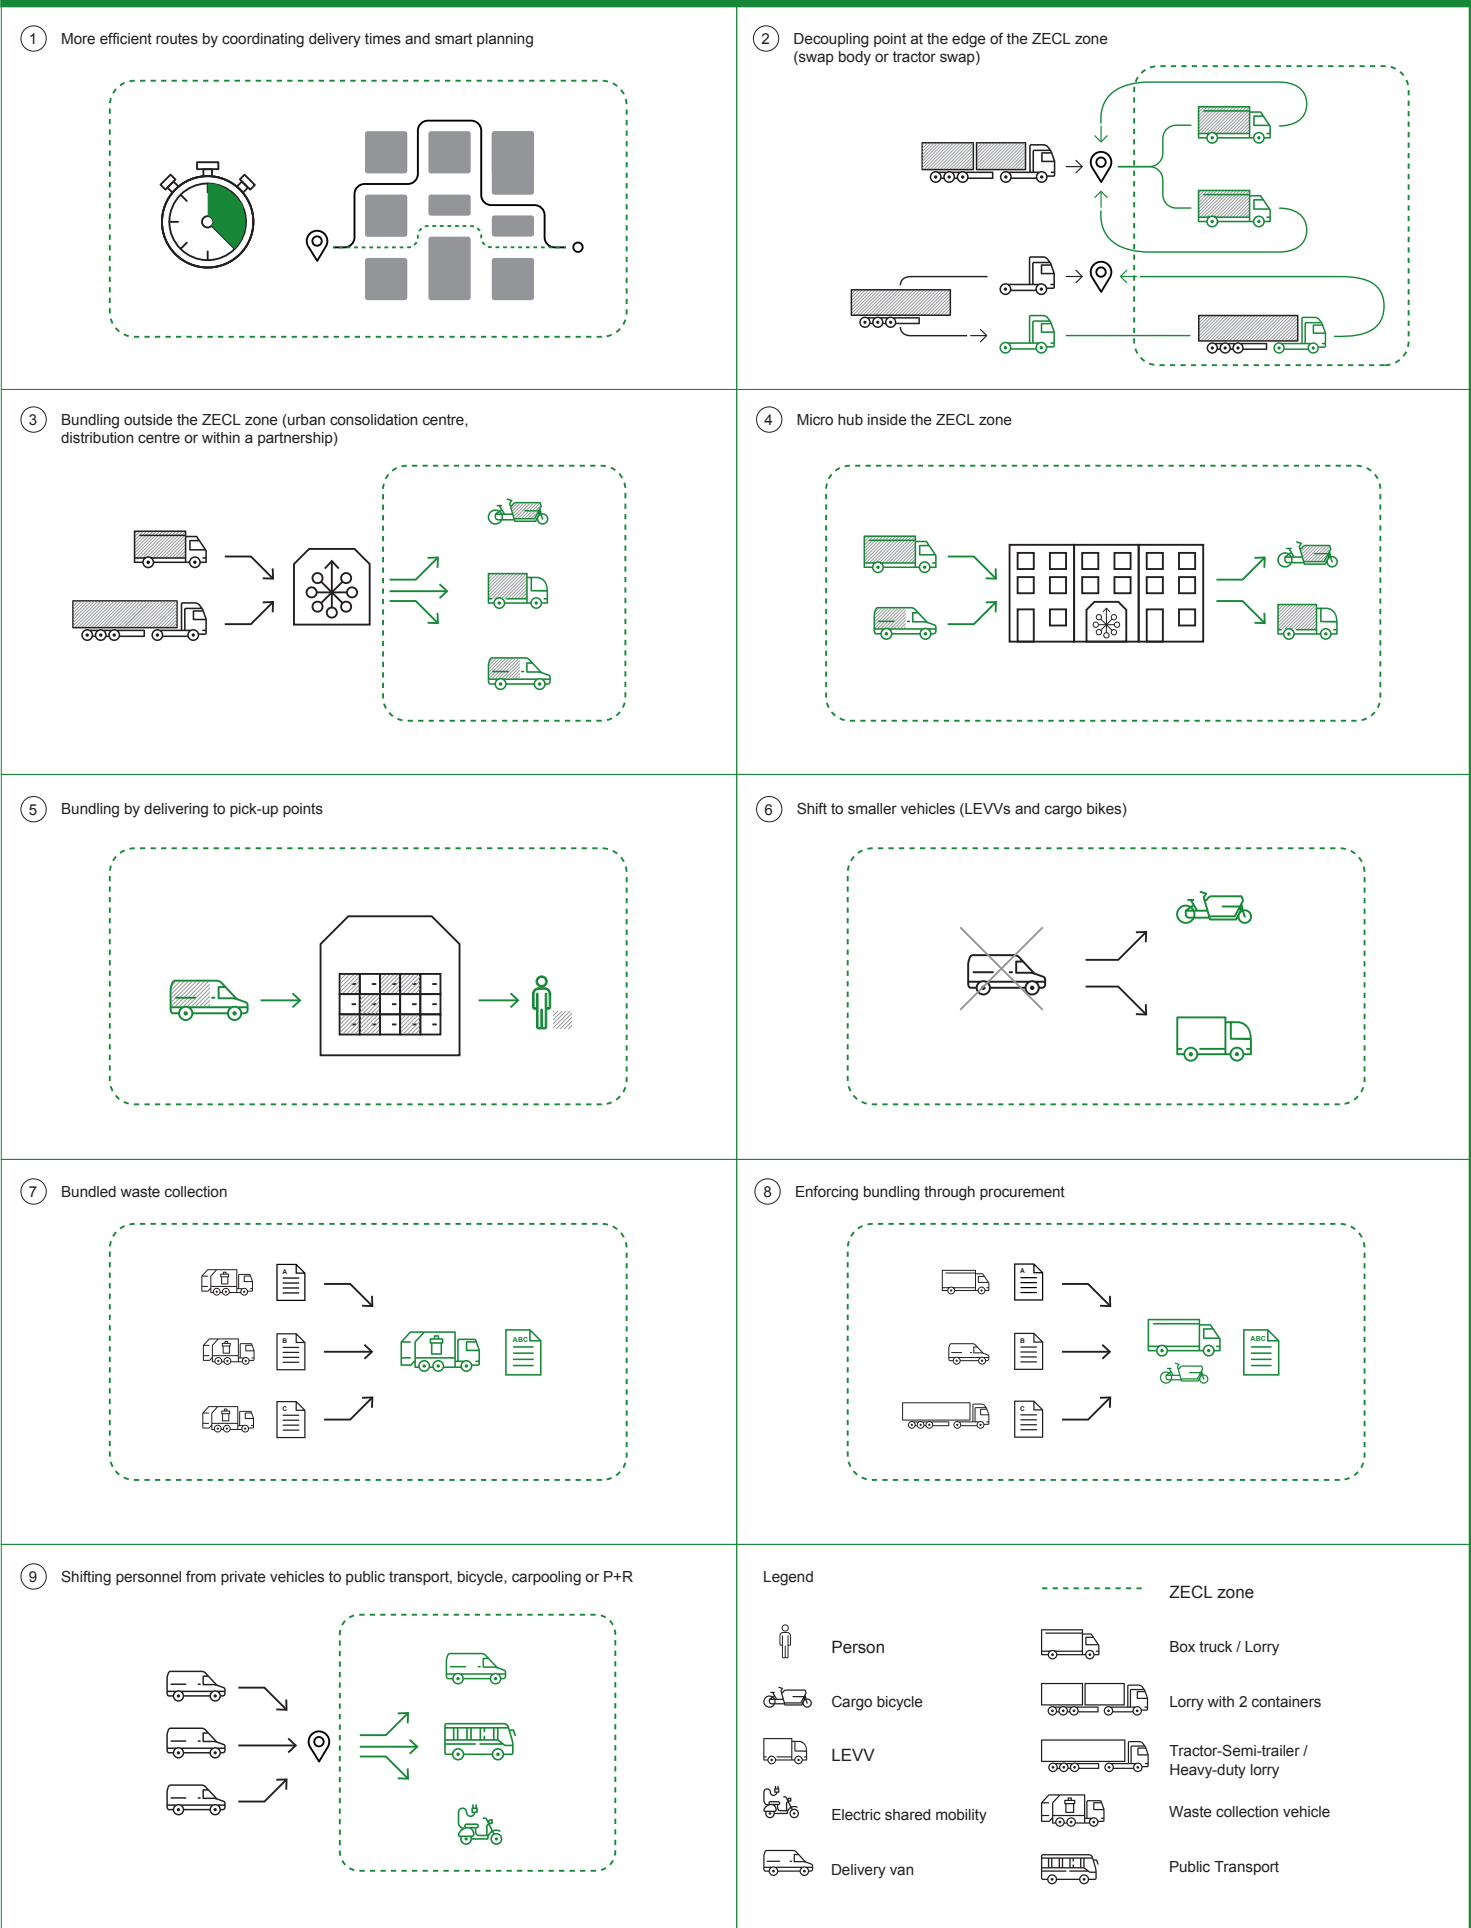 1 More efficient routes by coordinating delivery times and smart planning
2 Decoupling point at the edge of the ZECL zone
(swap body or tractor swap)
3 Bundling outside the ZECL zone (urban consolidation centre,
distribution centre or within a partnership)
4 Micro hub inside the ZECL zone
5 Bundling by delivering to pick-up points
6 Shift to smaller vehicles (LEVVs and cargo bikes)
7 Bundled waste collection
A
B
ABC
C
8 Enforcing bundling through procurement
A
B
ABC
C
9 Shifting personnel from private vehicles to public transport, bicycle, carpooling or P+R
Legend
Person
Cargo bicycle
LEVV
Electric shared mobility
Delivery van
ZECL zone
Box truck / Lorry
Lorry with 2 containers
Tractor-Semi-trailer /
Heavy-duty lorry
Waste collection vehicle
Public Transport